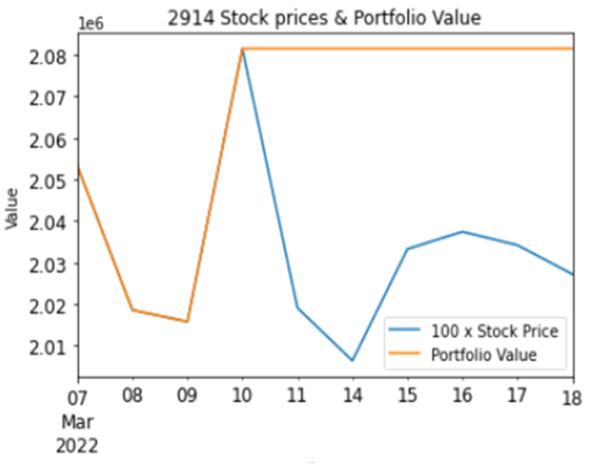 2914 Stock prices & Portfolio Value
1e6
2.08
2.07
2.06
2.05
2.04
2.03
2.02
2.01
Value
100 x Stock Price
Portfolio Value
07 08 09 10 11 14 15 16 17 18
Mar
2022